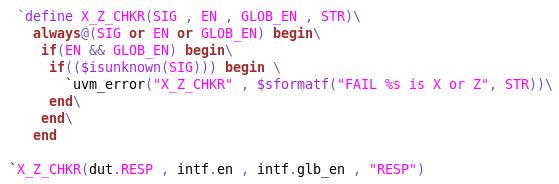 `define X_Z_CHKR(SIG , EN , GLOB_EN , STR)\
always@(SIG or EN or GLOB_EN) begin\
if(EN && GLOB_EN) begin\
if(($isunknown(SIG))) begin \
`uvm_error("X_Z_CHKR" , $sformatf("FAIL %s is X or Z", STR))\
end\
end\
end
`X_Z_CHKR(dut.RESP , intf.en , intf.glb_en , "RESP")